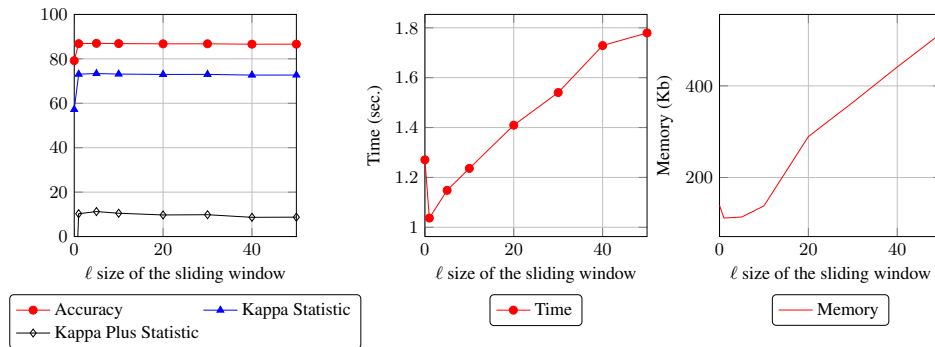 100
80
60
40
20
0
0
20
40
ℓ size of the sliding window
Accuracy
Kappa Statistic
Kappa Plus Statistic
Time (sec.)
1.8
1.6
1.4
1.2
1
0
20
40
ℓ size of the sliding window
Time
Memory (Kb)
400
200
0
20
40
ℓ size of the sliding window
Memory